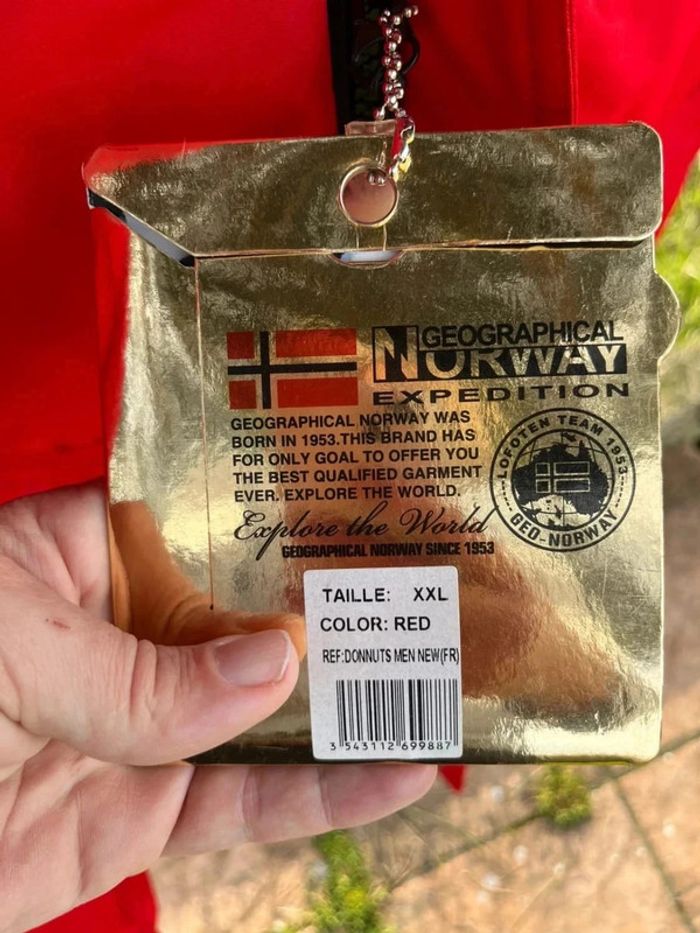 GEOGRAPHICAL
NORWAY
EXPEDITION
GEOGRAPHICAL NORWAY WAS
BORN IN 1953.THIS BRAND HAS
FOR ONLY GOAL TO OFFER YOU
THE BEST QUALIFIED GARMENT
EVER. EXPLORE THE WORLD.
LOFOTEN TEAM 1953
GEO-NORWAY
Explore the World
GEOGRAPHICAL NORWAY SINCE 1953
TAILLE: XXL
COLOR: RED
REF:DONNUTS MEN NEW(FR)
3 543112 699887